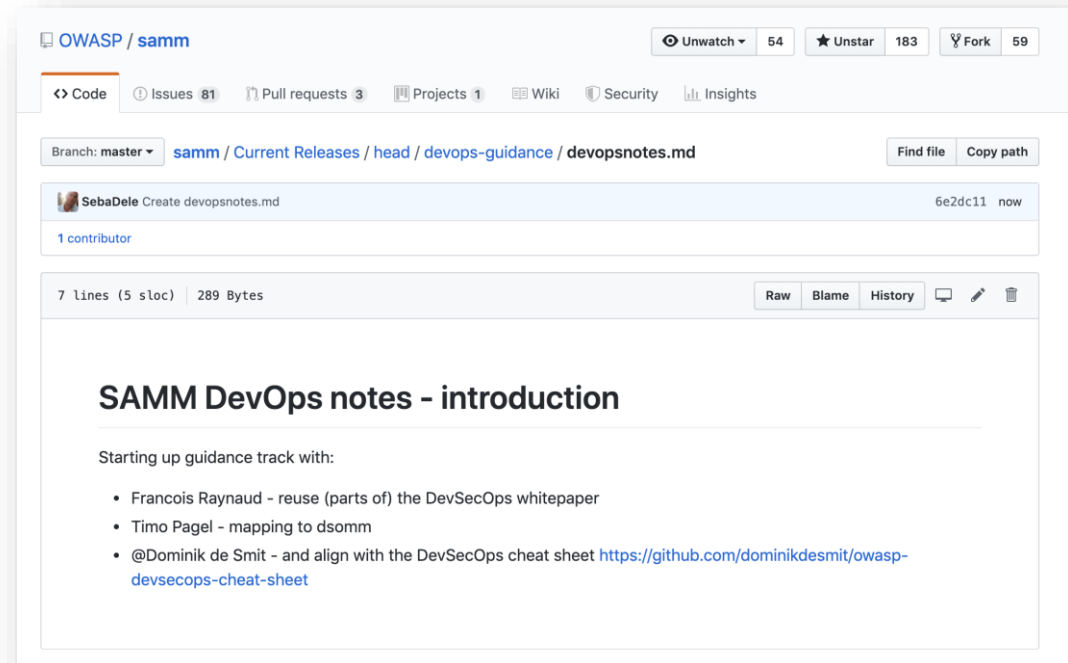 OWASP / samm
Unwatch 54 Unstar 183 Fork 59
Code Issues 81 Pull requests 3 Projects 1 Wiki Security Insights
Branch: master samm / Current Releases / head / devops-guidance / devopsnotes.md Find file Copy path
SebaDele Create devopsnotes.md 6e2dc11 now
1 contributor
7 lines (5 sloc) 289 Bytes Raw Blame History
SAMM DevOps notes - introduction
Starting up guidance track with:
• Francois Raynaud - reuse (parts of) the DevSecOps whitepaper
• Timo Pagel - mapping to dsomm
• @Dominik de Smit - and align with the DevSecOps cheat sheet https://github.com/dominikdesmit/owasp-
devsecops-cheat-sheet